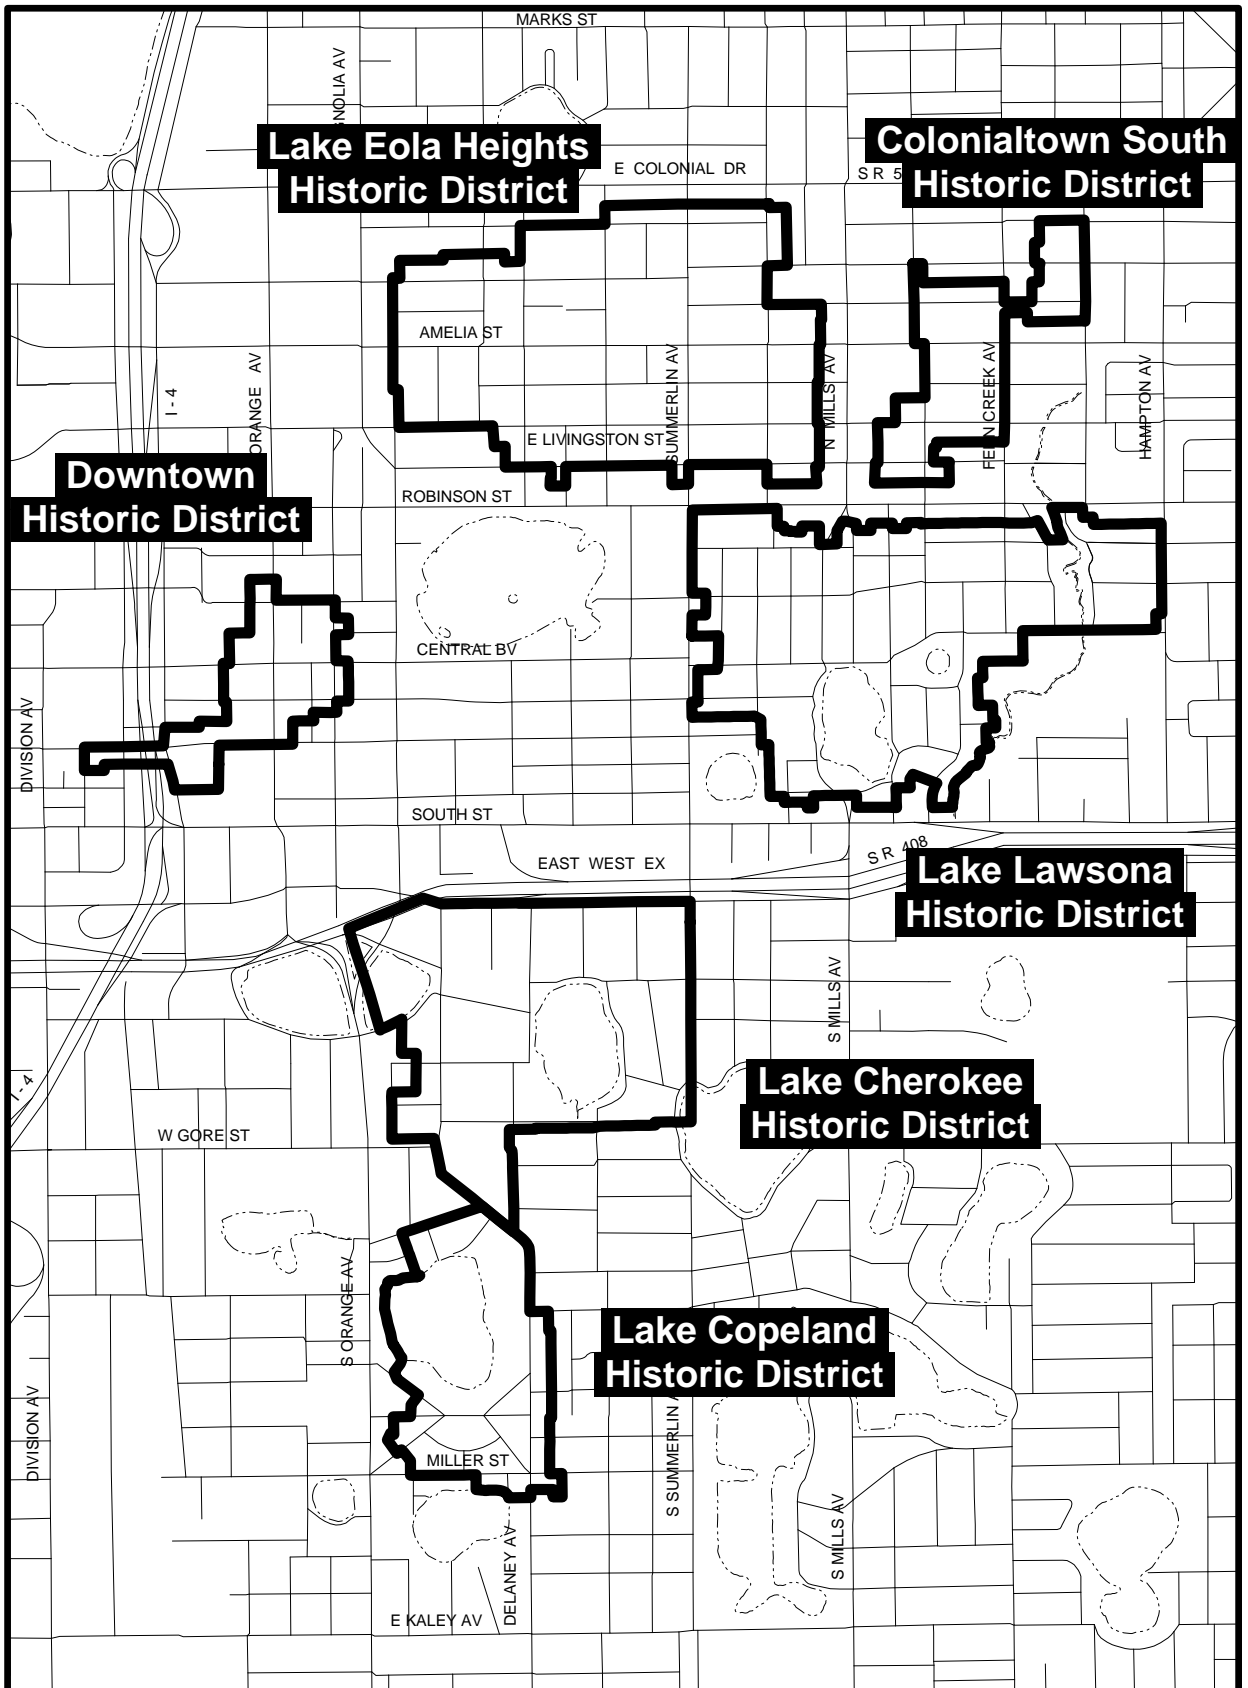 MARKS ST
GNOLIA AV
Lake Eola Heights
Historic District
Colonialtown South
Historic District
E COLONIAL DR
S R 5
AMELIA ST
SUMMERLIN AV
N MILLS AV
FERN CREEK AV
HAMPTON AV
I - 4
ORANGE AV
E LIVINGSTON ST
Downtown
Historic District
ROBINSON ST
CENTRAL BV
DIVISION AV
SOUTH ST
EAST WEST EX
S R 408
Lake Lawsona
Historic District
S MILLS AV
Lake Cherokee
Historic District
I - 4
W GORE ST
S ORANGE AV
Lake Copeland
Historic District
DIVISION AV
S SUMMERLIN A
MILLER ST
S MILLS AV
DELANEY AV
E KALEY AV